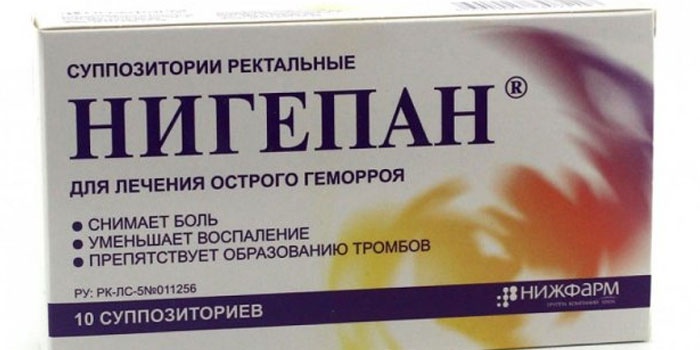 СУППОЗИТОРИИ РЕКТАЛЬНЫЕ
НИГЕПАН®
ДЛЯ ЛЕЧЕНИЯ ОСТРОГО ГЕМОРРОЯ
• СНИМАЕТ БОЛЬ
• УМЕНЬШАЕТ ВОСПАЛЕНИЕ
• ПРЕПЯТСТВУЕТ ОБРАЗОВАНИЮ ТРОМБОВ
РУ: РК-ЛС-5№011256
10 СУППОЗИТОРИЕВ
НИЖФАРМ